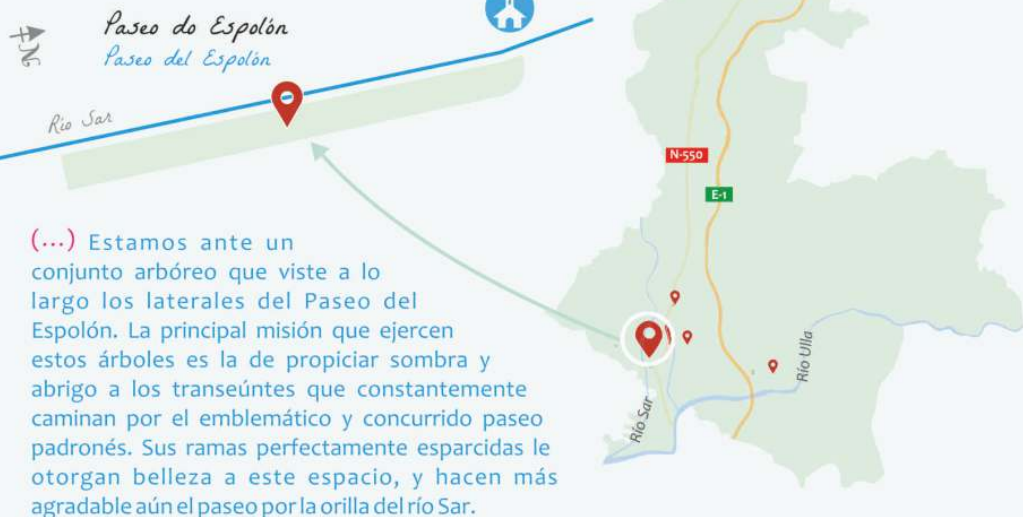 N
Paseo do Espolón
Paseo del Espolón
Río Sar
N-550
E-1
Río Ulla
Río Sar
(...) Estamos ante un
conjunto arbóreo que viste a lo
largo los laterales del Paseo del
Espolón. La principal misión que ejercen
estos árboles es la de propiciar sombra y
abrigo a los transeúntes que constantemente
caminan por el emblemático y concurrido paseo
padronés. Sus ramas perfectamente esparcidas le
otorgan belleza a este espacio, y hacen más
agradable aún el paseo por la orilla del río Sar.